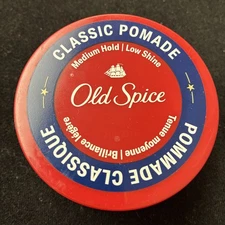 CLASSIC POMADE
Medium Hold | Low Shine
Old Spice
Tenue moyenne | Brillance légère
POMMADE CLASSIQUE